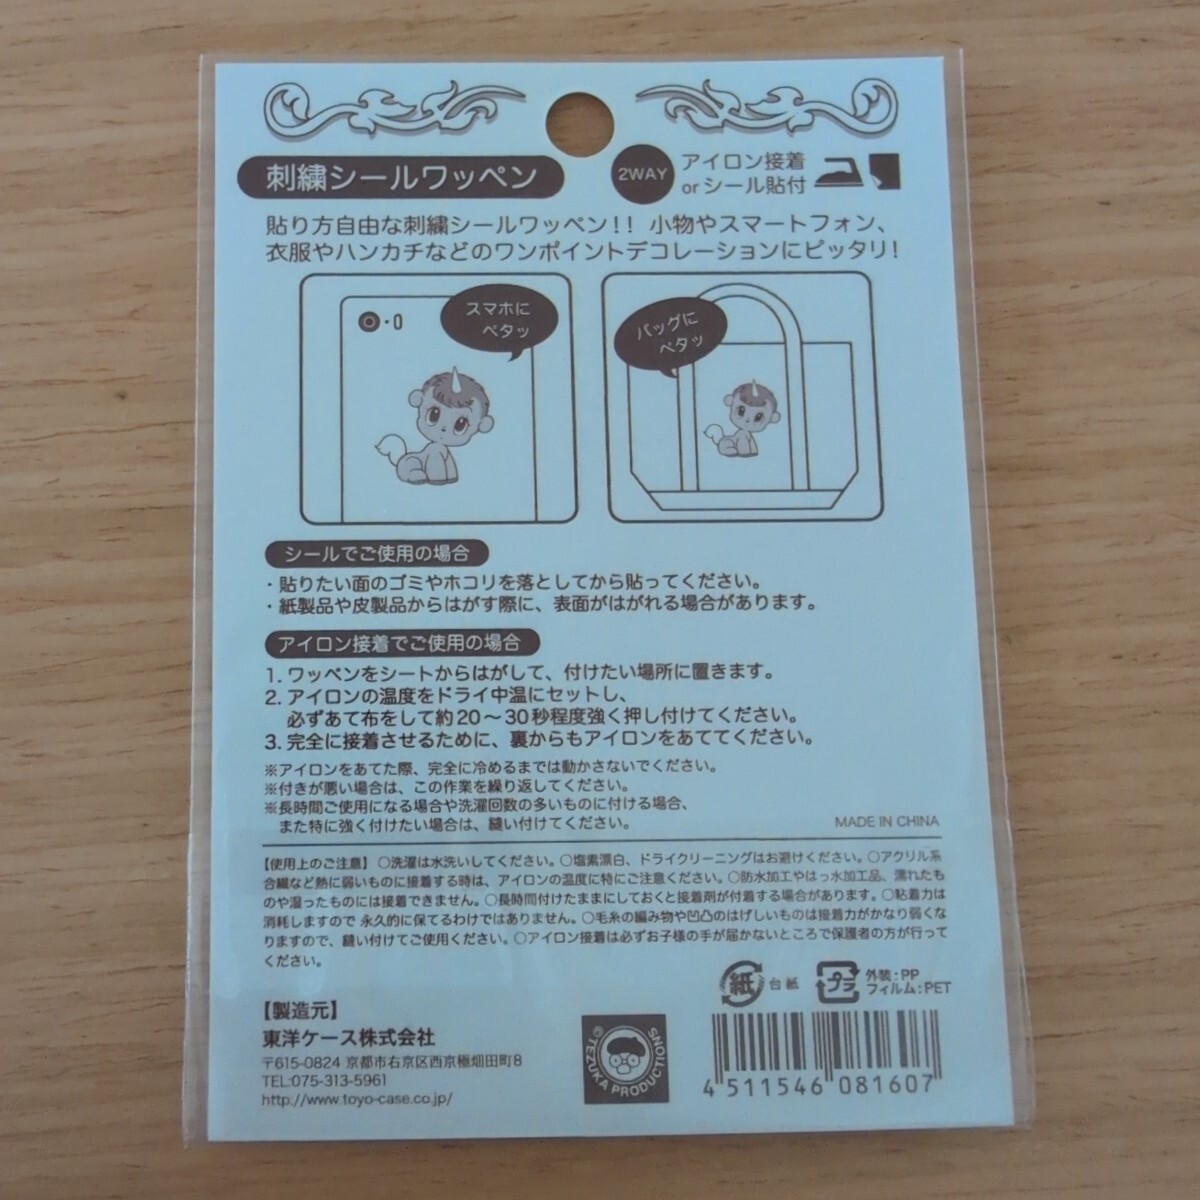 刺繍シールワッペン
2WAY
アイロン接着
or シール貼付
貼り方自由な刺繍シールワッペン!! 小物やスマートフォン、
衣服やハンカチなどのワンポイントデコレーションにピッタリ!
スマホに
ペタッ
バッグに
ペタッ
シールでご使用の場合
・貼りたい面のゴミやホコリを落としてから貼ってください。
・紙製品や皮製品からはがす際に、表面がはがれる場合があります。
アイロン接着でご使用の場合
1. ワッペンをシートからはがして、付けたい場所に置きます。
2. アイロンの温度をドライ中温にセットし、
必ずあて布をして約20〜30秒程度強く押し付けてください。
3. 完全に接着させるために、裏からもアイロンをあててください。
※アイロンをあてた際、完全に冷めるまでは動かさないでください。
※付きが悪い場合は、この作業を繰り返してください。
※長時間ご使用になる場合や洗濯回数の多いものに付ける場合、
また特に強く付けたい場合は、縫い付けてください。
MADE IN CHINA
【使用上のご注意】○洗濯は水洗いしてください。○塩素漂白、ドライクリーニングはお避けください。○アクリル系
合繊など熱に弱いものに接着する時は、アイロンの温度に特にご注意ください。○防水加工やはっ水加工品、濡れたも
のや湿ったものには接着できません。○長時間付けたままにしておくと接着剤が付着する場合があります。○粘着力は
消耗しますので 永久的に保てるわけではありません。○毛糸の編み物や凹凸のはげしいものは接着力がかなり弱くな
りますので、縫い付けてご使用ください。○アイロン接着は必ずお子様の手が届かないところで保護者の方が行って
ください。
紙
台紙
プラ
外装:PP
フィルム:PET
【製造元】
東洋ケース株式会社
〒615-0824 京都市右京区西京極畑田町8
TEL:075-313-5961
http://www.toyo-case.co.jp/
©TEZUKA PRODUCTIONS
4 511546 081607